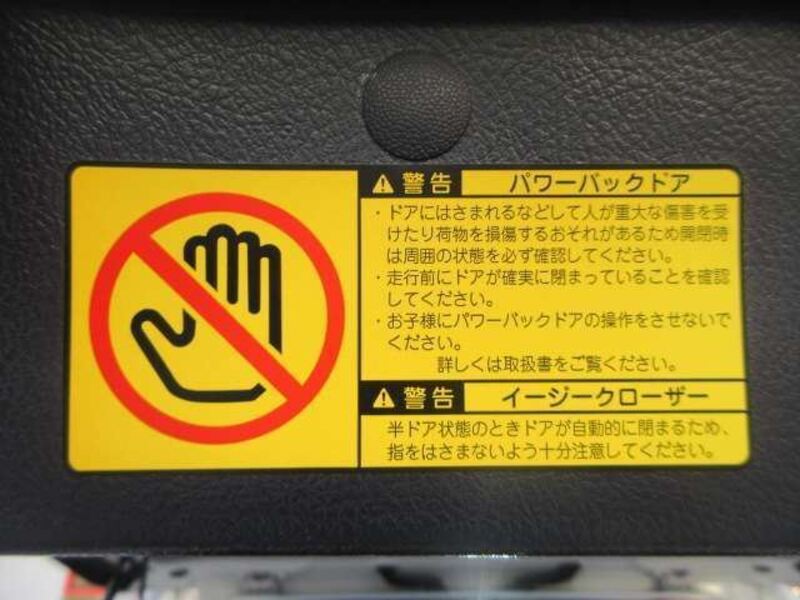 警告 パワーバックドア
・ドアにはさまれるなどして人が重大な傷害を受
けたり荷物を損傷するおそれがあるため開閉時
は周囲の状態を必ず確認してください。
・走行前にドアが確実に閉まっていることを確認
してください。
・お子様にパワーバックドアの操作をさせないで
ください。
詳しくは取扱書をご覧ください。
警告 イージークローザー
半ドア状態のときドアが自動的に閉まるため、
指をはさまないよう十分注意してください。